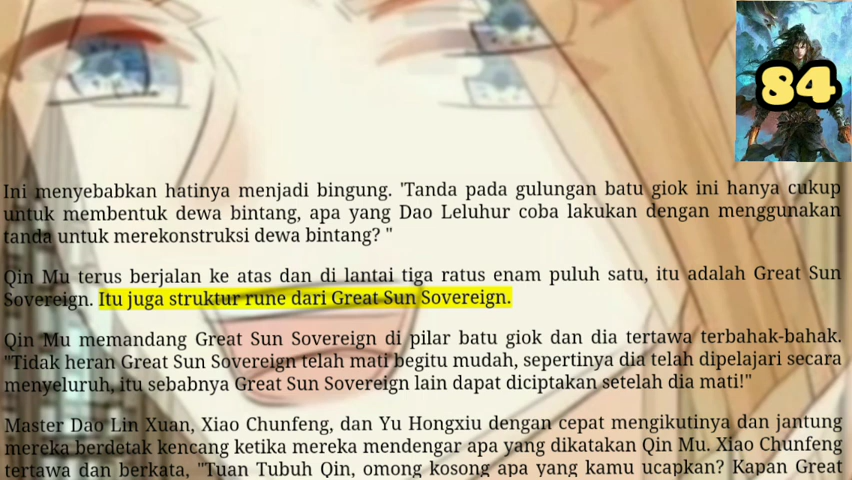 84
Ini menyebabkan hatinya menjadi bingung. 'Tanda pada gulungan batu giok ini hanya cukup
untuk membentuk dewa bintang, apa yang Dao Leluhur coba lakukan dengan menggunakan
tanda untuk merekonstruksi dewa bintang? "
Qin Mu terus berjalan ke atas dan di lantai tiga ratus enam puluh satu, itu adalah Great Sun
Sovereign. Itu juga struktur rune dari Great Sun Sovereign.
Qin Mu memandang Great Sun Sovereign di pilar batu giok dan dia tertawa terbahak-bahak.
"Tidak heran Great Sun Sovereign telah mati begitu mudah, sepertinya dia telah dipelajari secara
menyeluruh, itu sebabnya Great Sun Sovereign lain dapat diciptakan setelah dia mati!"
Master Dao Lin Xuan, Xiao Chunfeng, dan Yu Hongxiu dengan cepat mengikutinya dan jantung
mereka berdetak kencang ketika mereka mendengar apa yang dikatakan Qin Mu. Xiao Chunfeng
tertawa dan berkata, "Tuan Tubuh Qin, omong kosong apa yang kamu ucapkan? Kapan Great